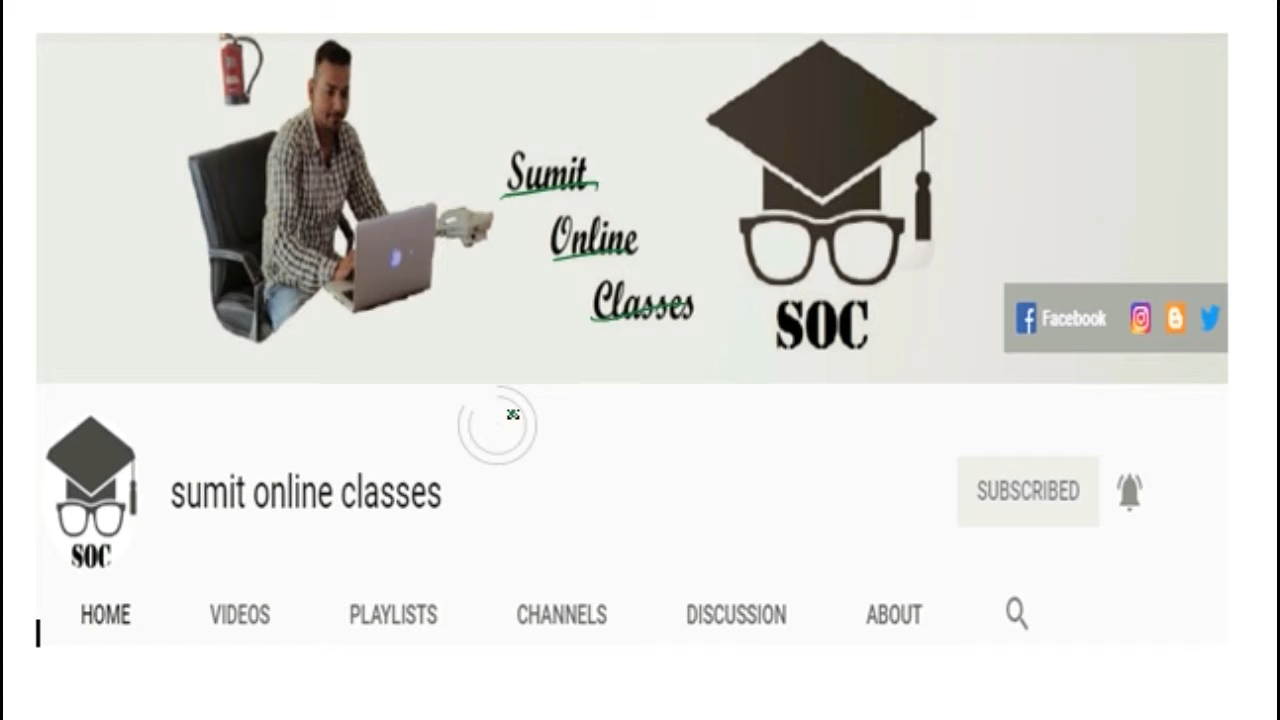 Sumit
Online
Classes
SOC
Facebook
SOC
sumit online classes
SUBSCRIBED
HOME VIDEOS PLAYLISTS CHANNELS DISCUSSION ABOUT